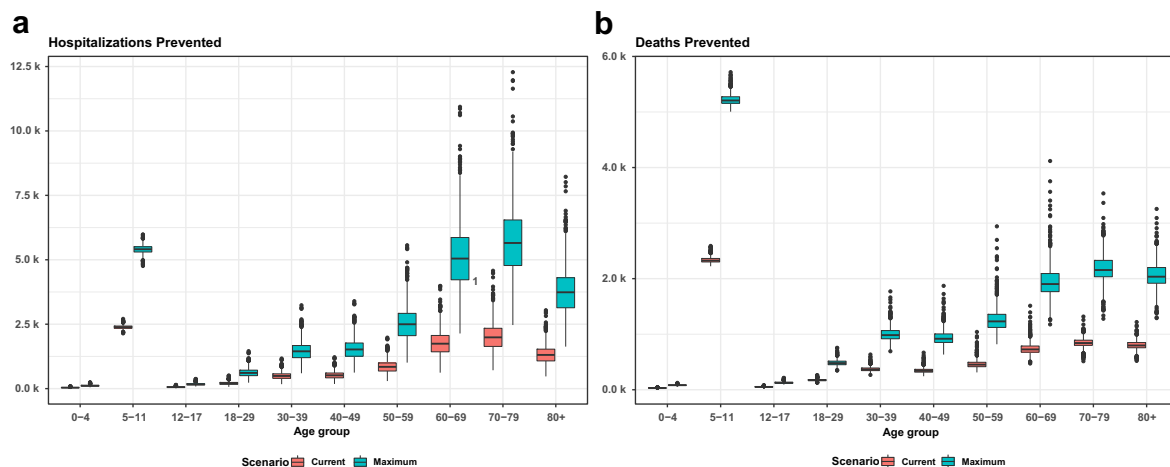 a
Hospitalizations Prevented
12.5 k
10.0 k
7.5 k
5.0 k
2.5 k
0.0 k
1
0−4 5−11 12−17 18−29 30−39 40−49 50−59 60−69 70−79 80+
Age group
Scenario Current Maximum
b
Deaths Prevented
6.0 k
4.0 k
2.0 k
0.0 k
0−4 5−11 12−17 18−29 30−39 40−49 50−59 60−69 70−79 80+
Age group
Scenario Current Maximum